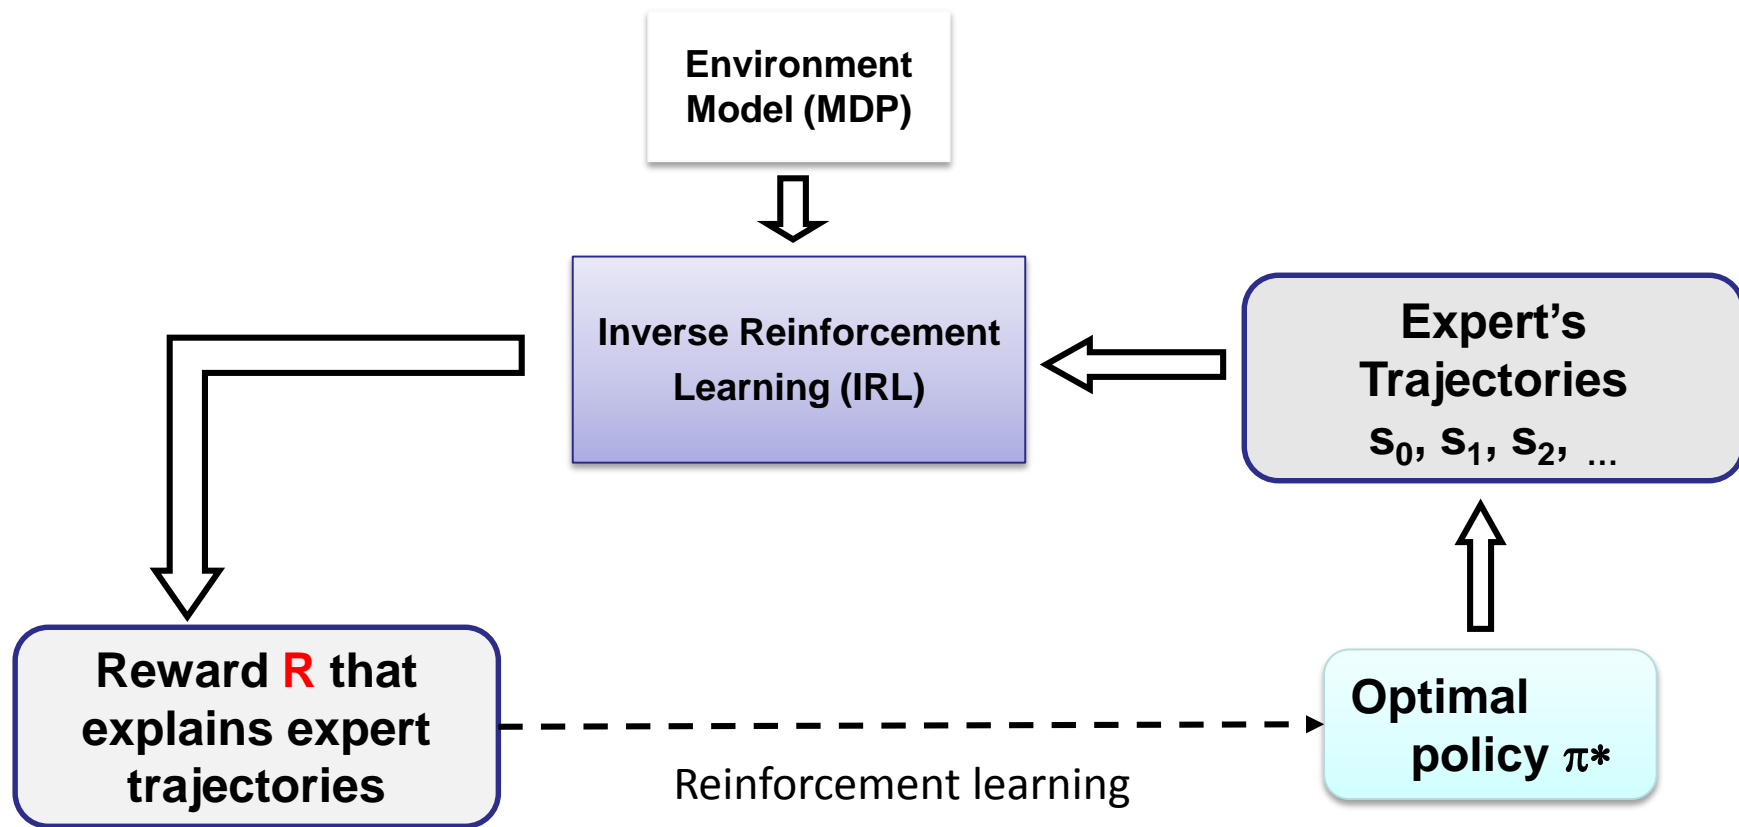 Environment
Model (MDP)
Inverse Reinforcement
Learning (IRL)
Expert’s
Trajectories
s₀, s₁, s₂, ...
Reward R that
explains expert
trajectories
Reinforcement learning
Optimal
policy π*